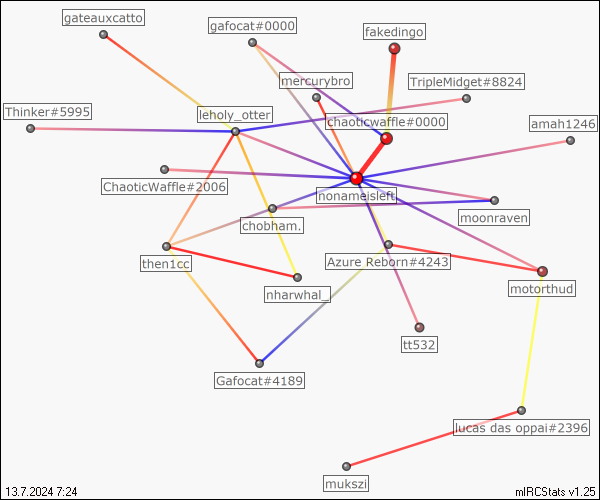 gateauxcatto
gafocat#0000
fakedingo
mercurybro
TripleMidget#8824
Thinker#5995
leholy_otter
chaoticwaffle#0000
amah1246
ChaoticWaffle#2006
nonameisleft
moonraven
chobham.
then1cc
Azure Reborn#4243
nharwhal_
motorthud
tt532
Gafocat#4189
lucas das oppai#2396
mukszi
13.7.2024 7:24
mIRCStats v1.25